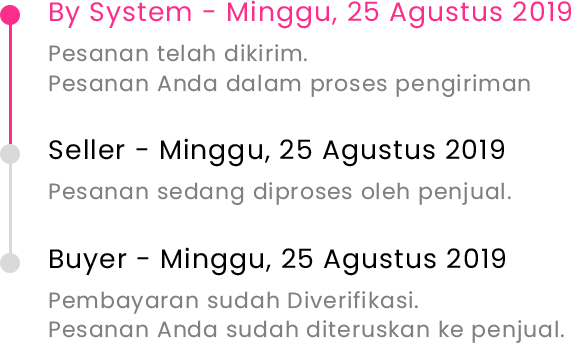 By System - Minggu, 25 Agustus 2019
Pesanan telah dikirim.
Pesanan Anda dalam proses pengiriman
Seller - Minggu, 25 Agustus 2019
Pesanan sedang diproses oleh penjual.
Buyer - Minggu, 25 Agustus 2019
Pembayaran sudah Diverifikasi.
Pesanan Anda sudah diteruskan ke penjual.